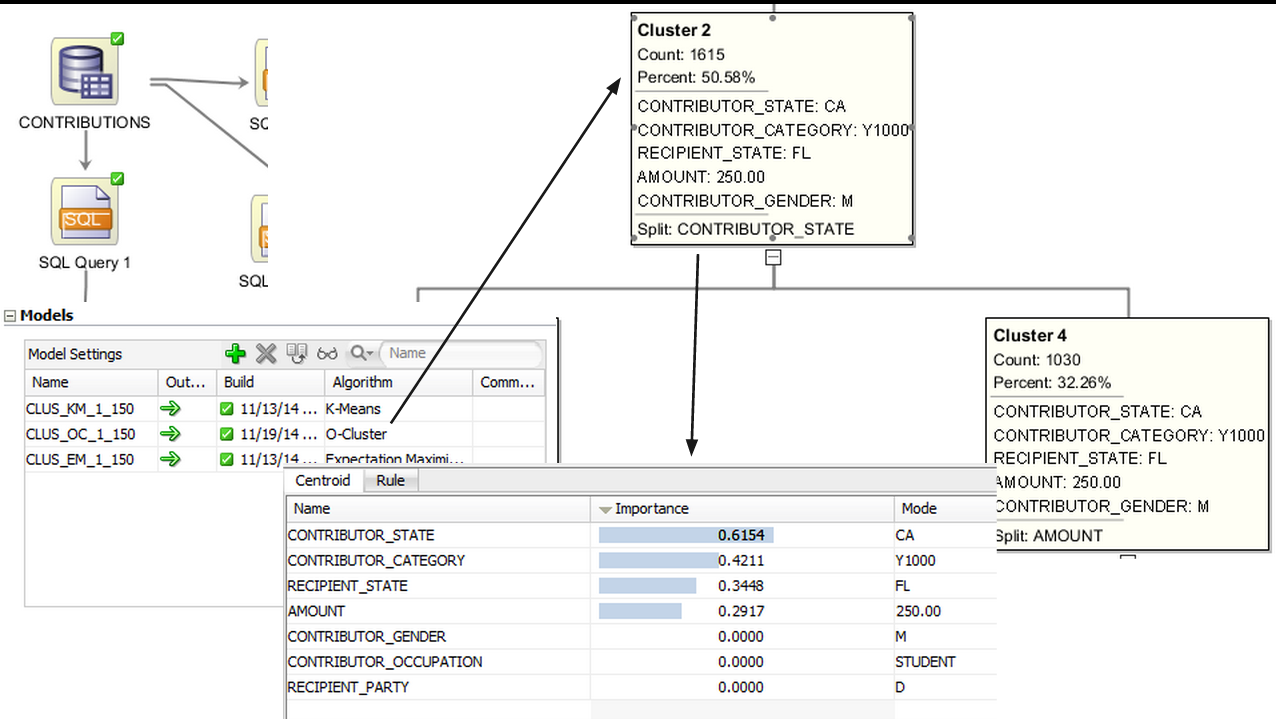 CONTRIBUTIONS
SQL
SQL Query 1
SQL
Cluster 2
Count: 1615
Percent: 50.58%
CONTRIBUTOR_STATE: CA
CONTRIBUTOR_CATEGORY: Y1000
RECIPIENT_STATE: FL
AMOUNT: 250.00
CONTRIBUTOR_GENDER: M
Split: CONTRIBUTOR_STATE
Cluster 4
Count: 1030
Percent: 32.26%
CONTRIBUTOR_STATE: CA
CONTRIBUTOR_CATEGORY: Y1000
RECIPIENT_STATE: FL
AMOUNT: 250.00
CONTRIBUTOR_GENDER: M
Split: AMOUNT
Models
Model Settings Name
Name Out... Build Algorithm Comm...
CLUS_KM_1_150 11/13/14 ... K-Means
CLUS_OC_1_150 11/19/14 ... O-Cluster
CLUS_EM_1_150 11/13/14 ... Expectation Maximi...
Centroid Rule
Name Importance Mode
CONTRIBUTOR_STATE 0.6154 CA
CONTRIBUTOR_CATEGORY 0.4211 Y1000
RECIPIENT_STATE 0.3448 FL
AMOUNT 0.2917 250.00
CONTRIBUTOR_GENDER 0.0000 M
CONTRIBUTOR_OCCUPATION 0.0000 STUDENT
RECIPIENT_PARTY 0.0000 D